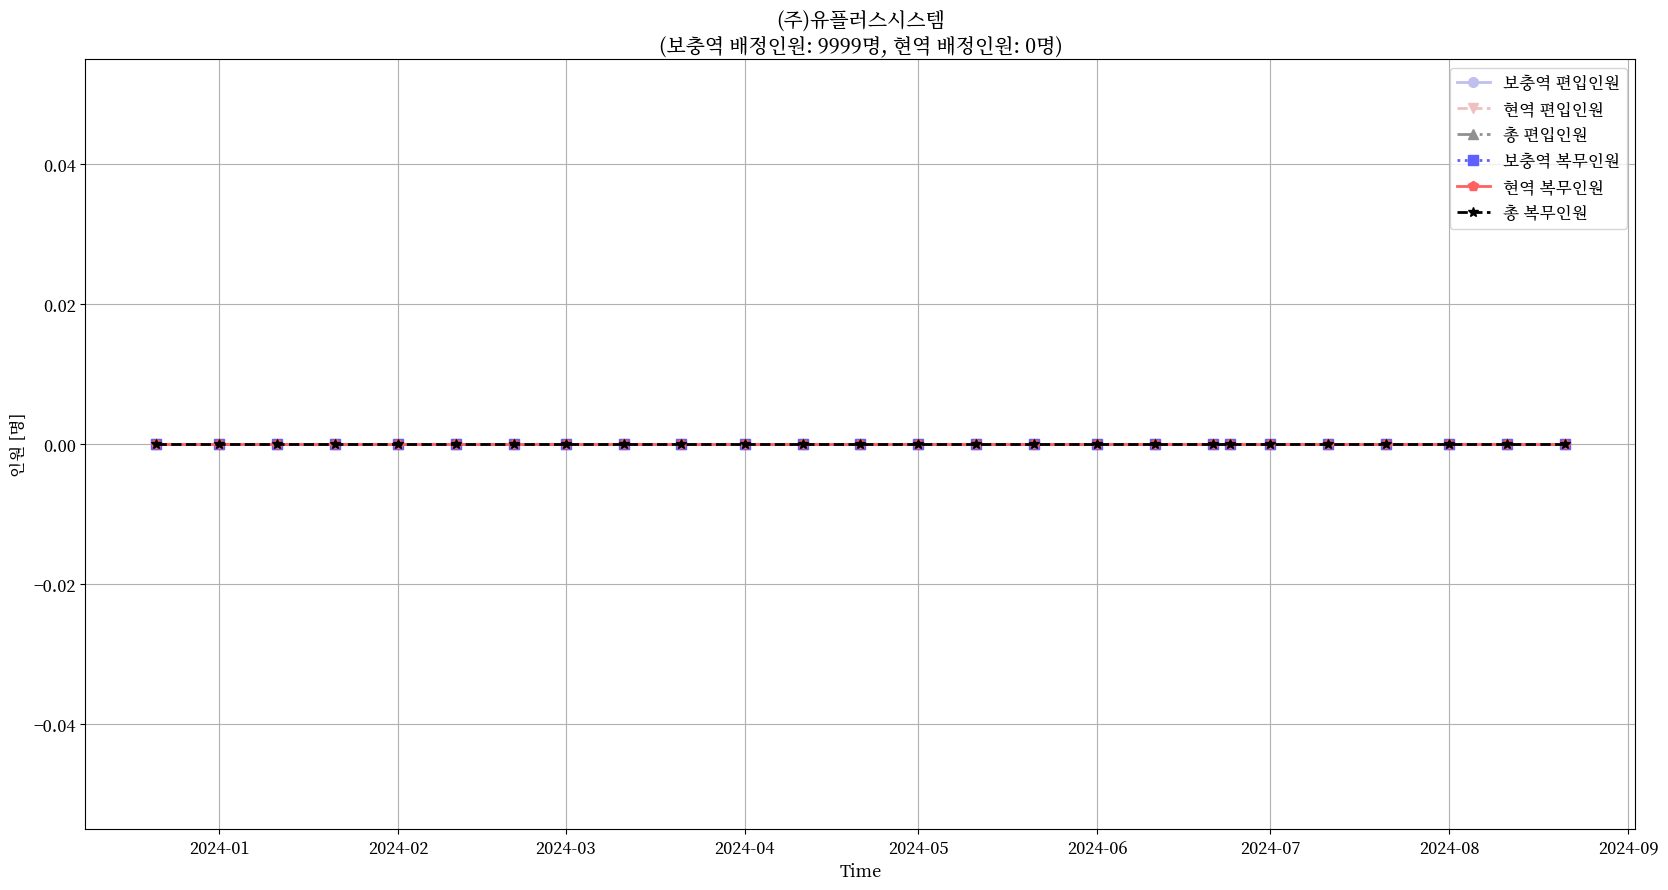 (주)유플러스시스템
(보충역 배정인원: 9999명, 현역 배정인원: 0명)
보충역 편입인원
현역 편입인원
총 편입인원
보충역 복무인원
현역 복무인원
총 복무인원
인원 [명]
0.04
0.02
0.00
−0.02
−0.04
2024-01 2024-02 2024-03 2024-04 2024-05 2024-06 2024-07 2024-08 2024-09
Time